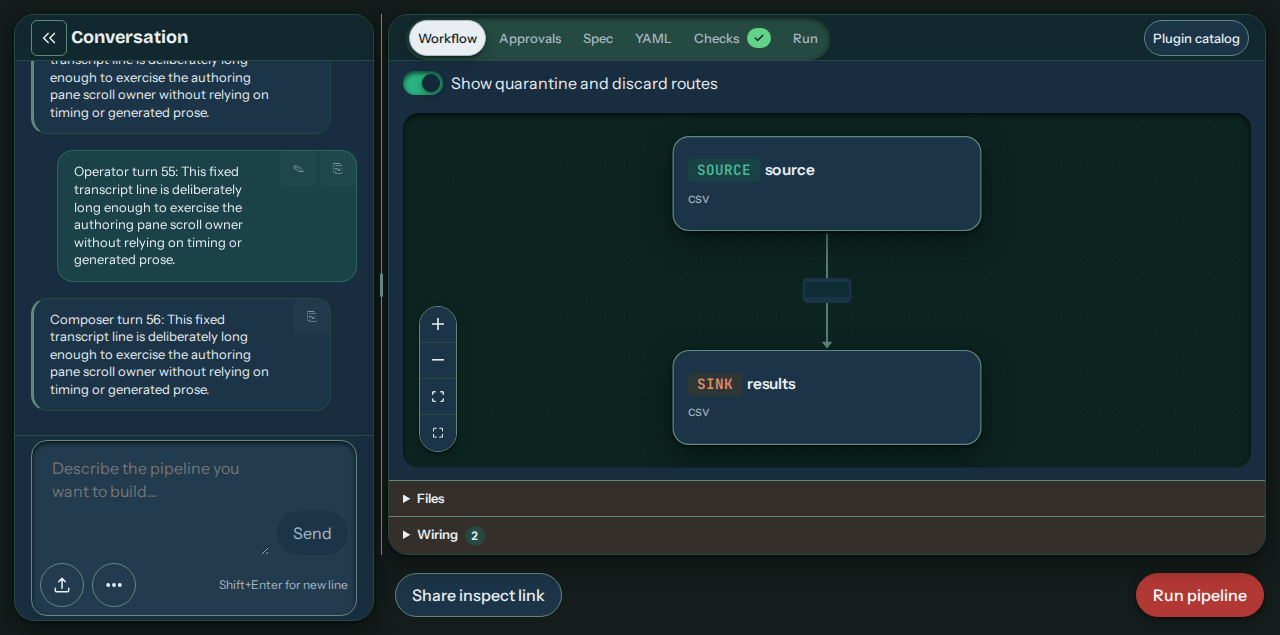 Conversation
transcript line is deliberately long
enough to exercise the authoring
pane scroll owner without relying on
timing or generated prose.
Operator turn 55: This fixed
transcript line is deliberately
long enough to exercise the
authoring pane scroll owner
without relying on timing or
generated prose.
Composer turn 56: This fixed
transcript line is deliberately long
enough to exercise the authoring
pane scroll owner without relying on
timing or generated prose.
Describe the pipeline you
want to build...
Send
Shift+Enter for new line
Workflow Approvals Spec YAML Checks Run
Plugin catalog
Show quarantine and discard routes
SOURCE source
CSV
SINK results
CSV
Files
Wiring 2
Share inspect link
Run pipeline